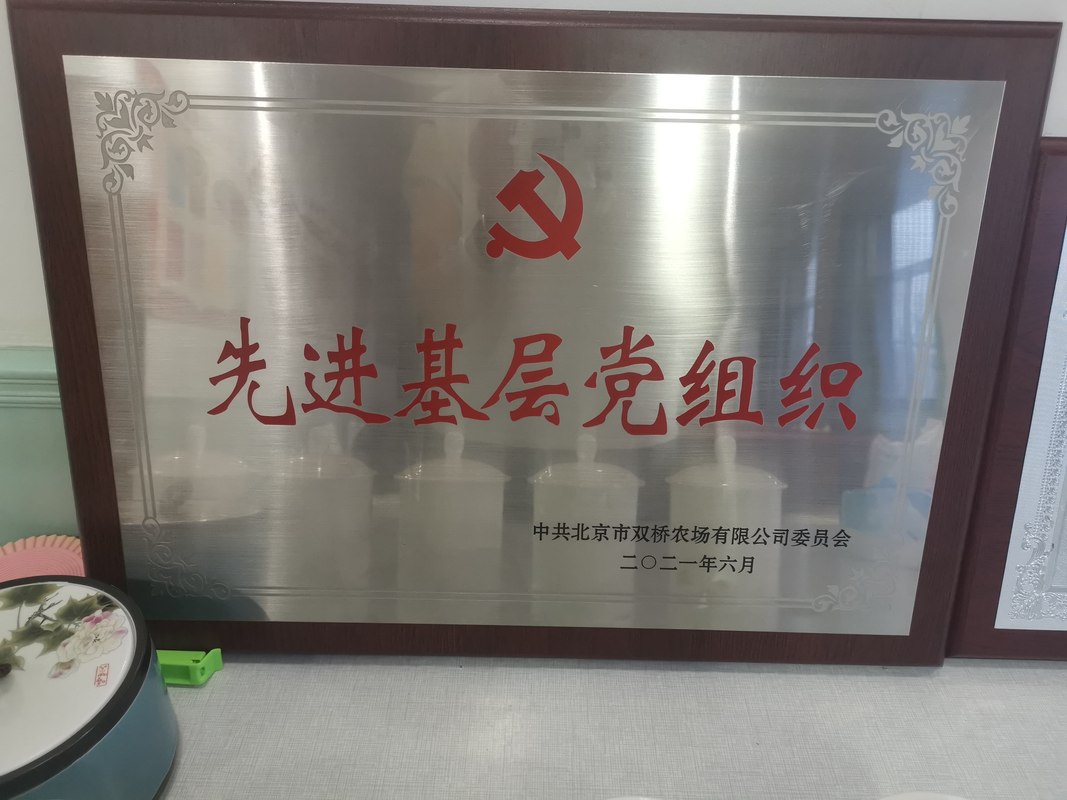 先进基层党组织
中共北京市双桥农场有限公司委员会
二〇二一年六月